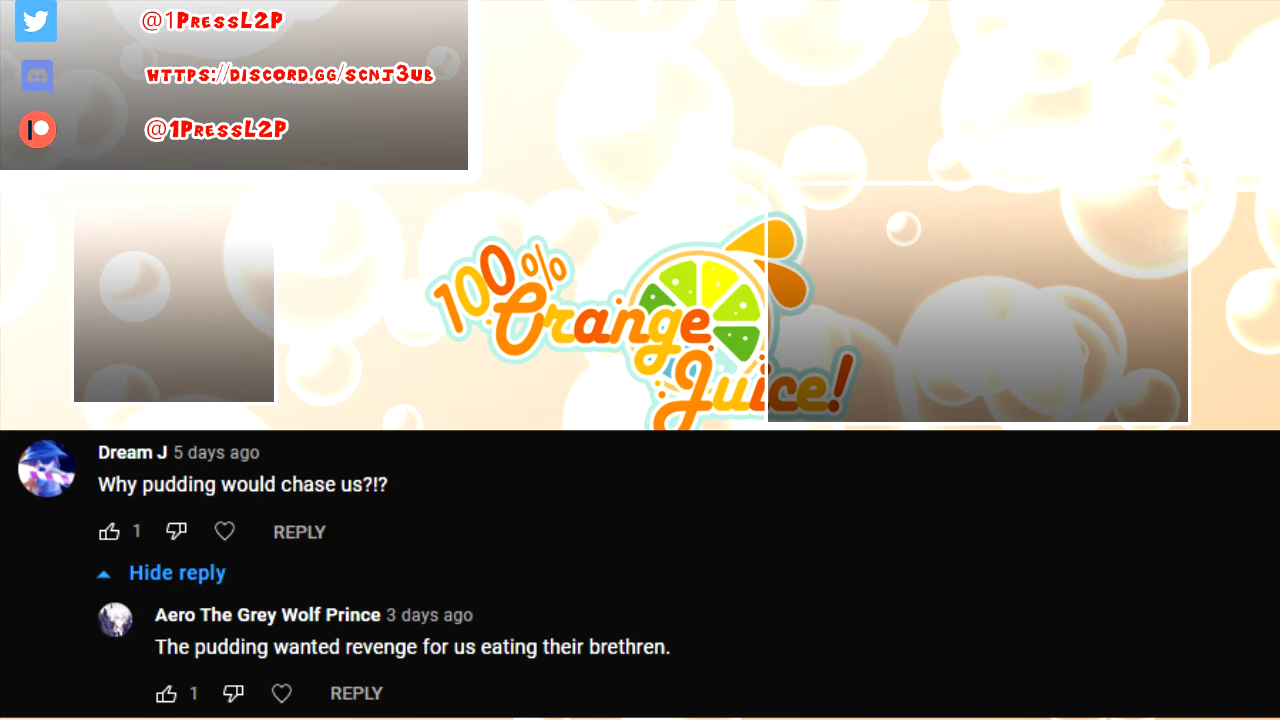 @1PressL2P
https://discord.gg/scnj3ub
@1PressL2P
100%
Orange
Juice!
Dream J 5 days ago
Why pudding would chase us?!?
1 REPLY
Hide reply
Aero The Grey Wolf Prince 3 days ago
The pudding wanted revenge for us eating their brethren.
1 REPLY